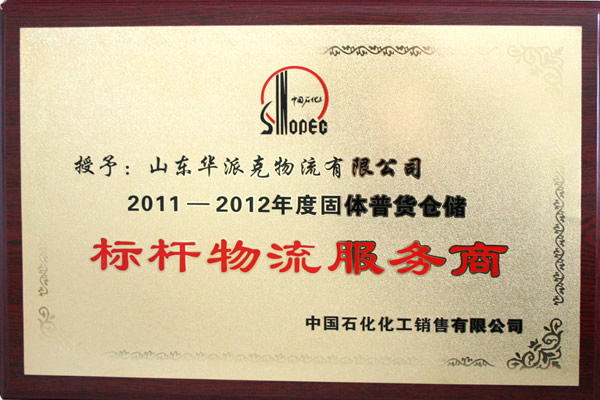 中国石化
SINOPEC
授予：山东华派克物流有限公司
2011—2012年度固体普货仓储
标杆物流服务商
中国石化化工销售有限公司